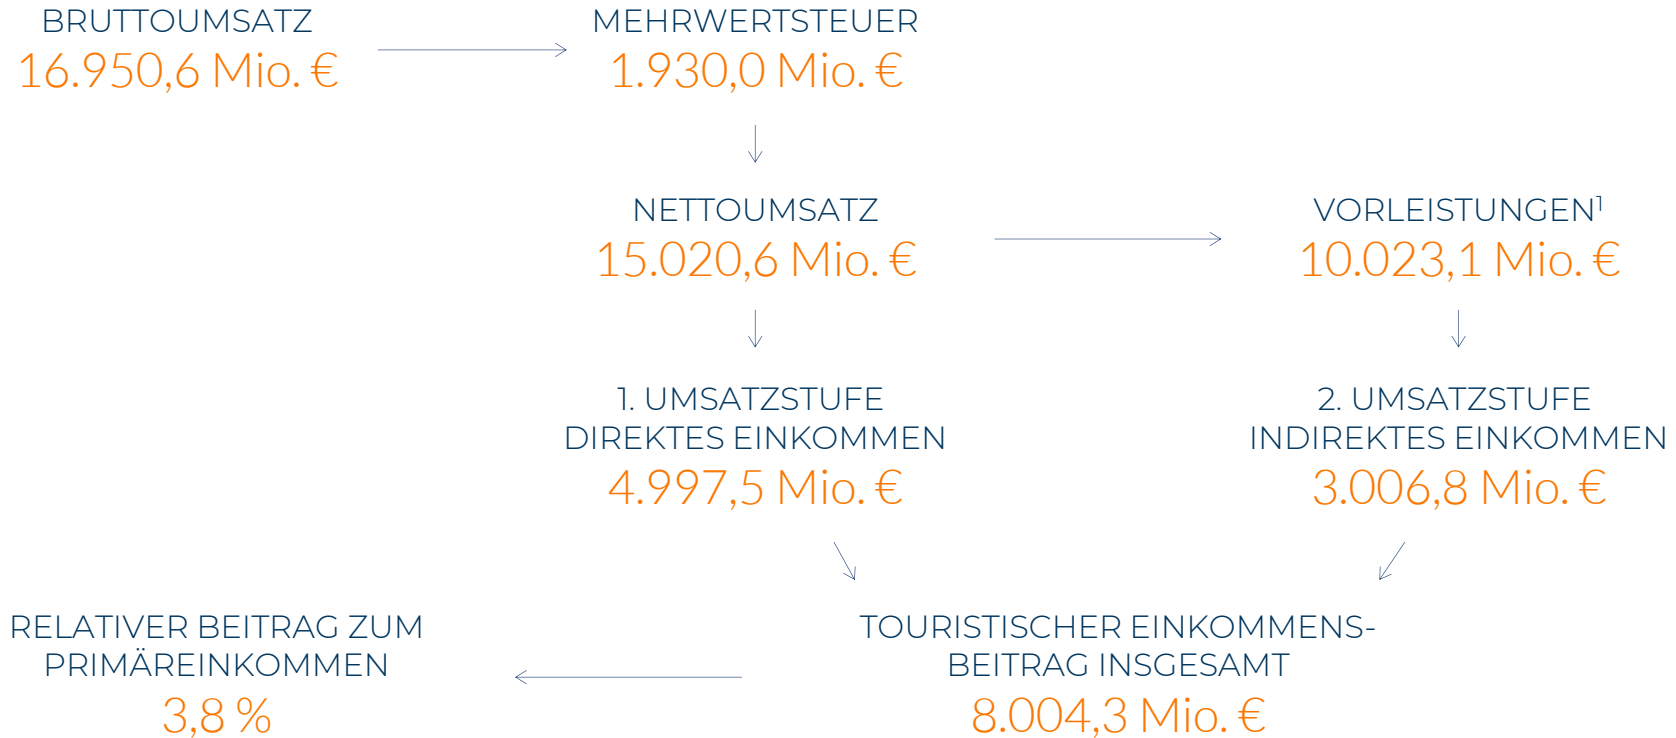 BRUTTOUMSATZ
16.950,6 Mio. €
MEHRWERTSTEUER
1.930,0 Mio. €
NETTOUMSATZ
15.020,6 Mio. €
VORLEISTUNGEN¹
10.023,1 Mio. €
1. UMSATZSTUFE
DIREKTES EINKOMMEN
4.997,5 Mio. €
2. UMSATZSTUFE
INDIREKTES EINKOMMEN
3.006,8 Mio. €
RELATIVER BEITRAG ZUM
PRIMÄREINKOMMEN
3,8 %
TOURISTISCHER EINKOMMENS-
BEITRAG INSGESAMT
8.004,3 Mio. €